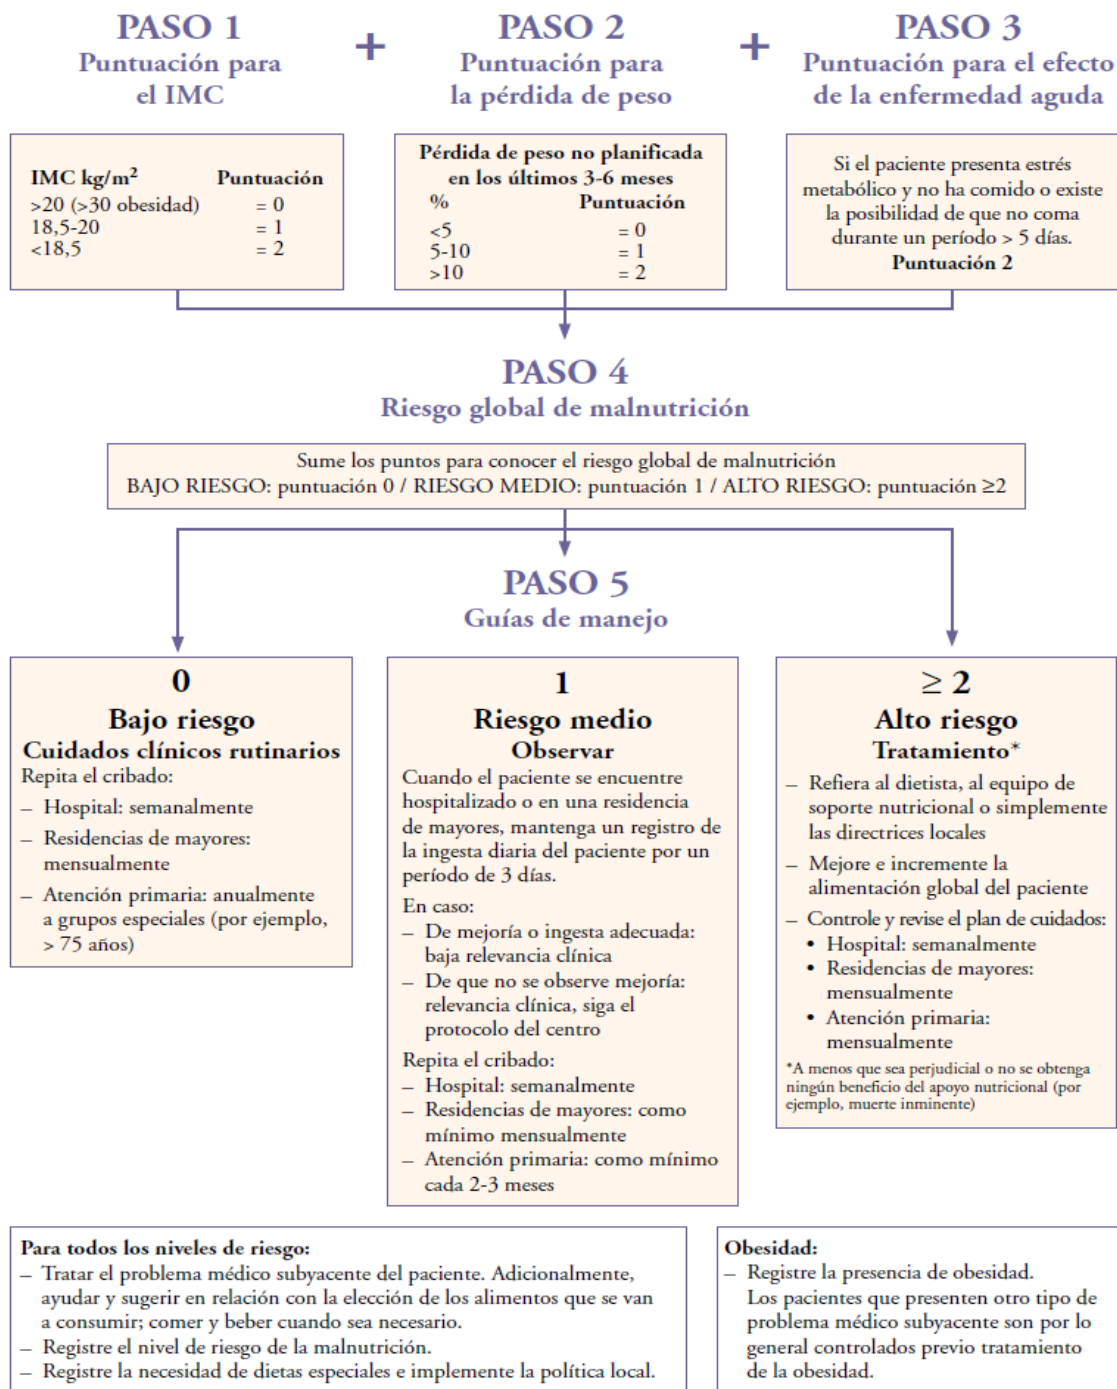 PASO 1
Puntuación para
el IMC
+
PASO 2
Puntuación para
la pérdida de peso
+
PASO 3
Puntuación para el efecto
de la enfermedad aguda
IMC kg/m² Puntuación
>20 (>30 obesidad) = 0
18,5-20 = 1
<18,5 = 2
Pérdida de peso no planificada
en los últimos 3-6 meses
% Puntuación
<5 = 0
5-10 = 1
>10 = 2
Si el paciente presenta estrés
metabólico y no ha comido o existe
la posibilidad de que no coma
durante un período > 5 días.
Puntuación 2
PASO 4
Riesgo global de malnutrición
Sume los puntos para conocer el riesgo global de malnutrición
BAJO RIESGO: puntuación 0 / RIESGO MEDIO: puntuación 1 / ALTO RIESGO: puntuación ≥2
PASO 5
Guías de manejo
0
Bajo riesgo
Cuidados clínicos rutinarios
Repita el cribado:
– Hospital: semanalmente
– Residencias de mayores:
mensualmente
– Atención primaria: anualmente
a grupos especiales (por ejemplo,
> 75 años)
1
Riesgo medio
Observar
Cuando el paciente se encuentre
hospitalizado o en una residencia
de mayores, mantenga un registro de
la ingesta diaria del paciente por un
período de 3 días.
En caso:
– De mejoría o ingesta adecuada:
baja relevancia clínica
– De que no se observe mejoría:
relevancia clínica, siga el
protocolo del centro
Repita el cribado:
– Hospital: semanalmente
– Residencias de mayores: como
mínimo mensualmente
– Atención primaria: como mínimo
cada 2-3 meses
≥ 2
Alto riesgo
Tratamiento*
– Refiera al dietista, al equipo de
soporte nutricional o simplemente
las directrices locales
– Mejore e incremente la
alimentación global del paciente
– Controle y revise el plan de cuidados:
• Hospital: semanalmente
• Residencias de mayores:
mensualmente
• Atención primaria:
mensualmente
*A menos que sea perjudicial o no se obtenga
ningún beneficio del apoyo nutricional (por
ejemplo, muerte inminente)
Para todos los niveles de riesgo:
– Tratar el problema médico subyacente del paciente. Adicionalmente,
ayudar y sugerir en relación con la elección de los alimentos que se van
a consumir; comer y beber cuando sea necesario.
– Registre el nivel de riesgo de la malnutrición.
– Registre la necesidad de dietas especiales e implemente la política local.
Obesidad:
– Registre la presencia de obesidad.
Los pacientes que presenten otro tipo de
problema médico subyacente son por lo
general controlados previo tratamiento
de la obesidad.